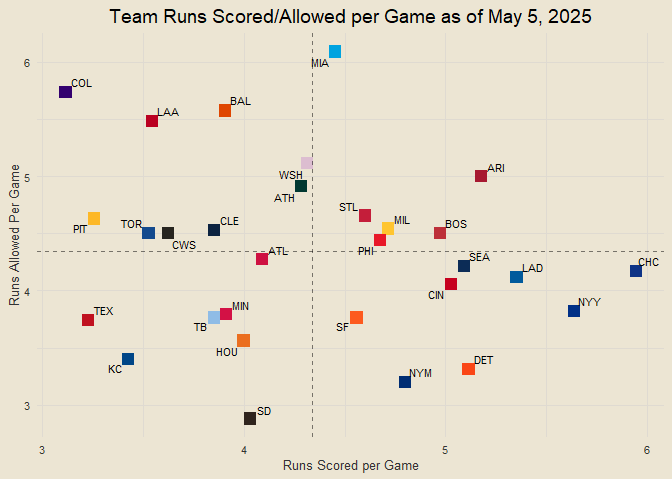 Team Runs Scored/Allowed per Game as of May 5, 2025
Runs Allowed Per Game
6
5
4
3
MIA
COL
BAL
LAA
WSH
ARI
ATH
STL
PIT
TOR
CWS
CLE
MIL
BOS
PHI
ATL
SEA
CHC
LAD
CIN
NYY
TEX
TB
MIN
SF
HOU
KC
DET
NYM
SD
3
4
5
6
Runs Scored per Game